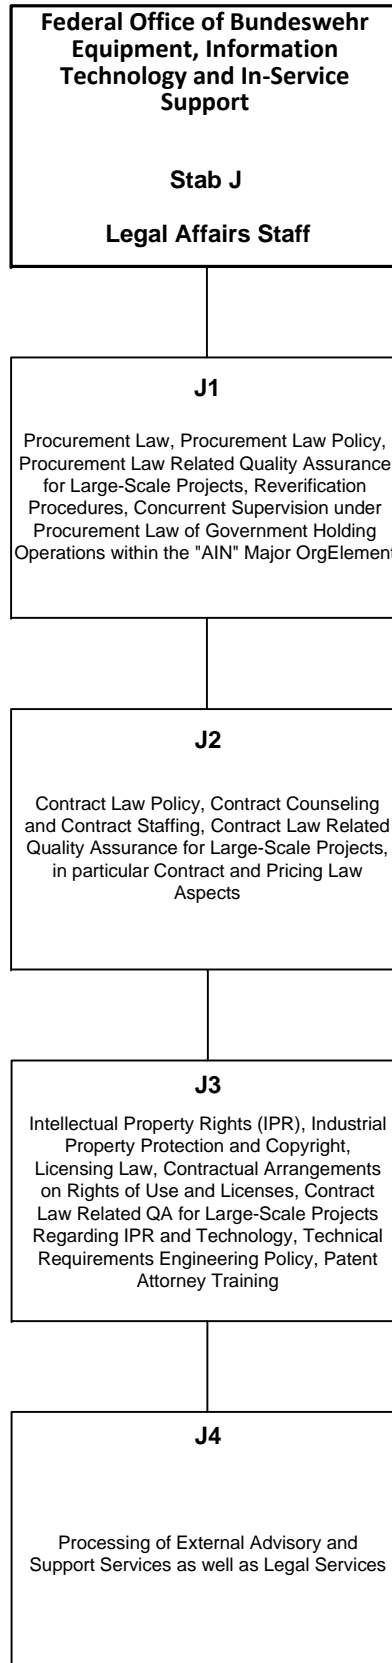 Federal Office of Bundeswehr
Equipment, Information
Technology and In-Service
Support
Stab J
Legal Affairs Staff
J1
Procurement Law, Procurement Law Policy,
Procurement Law Related Quality Assurance
for Large-Scale Projects, Reverification
Procedures, Concurrent Supervision under
Procurement Law of Government Holding
Operations within the "AIN" Major OrgElement
J2
Contract Law Policy, Contract Counseling
and Contract Staffing, Contract Law Related
Quality Assurance for Large-Scale Projects,
in particular Contract and Pricing Law
Aspects
J3
Intellectual Property Rights (IPR), Industrial
Property Protection and Copyright,
Licensing Law, Contractual Arrangements
on Rights of Use and Licenses, Contract
Law Related QA for Large-Scale Projects
Regarding IPR and Technology, Technical
Requirements Engineering Policy, Patent
Attorney Training
J4
Processing of External Advisory and
Support Services as well as Legal Services